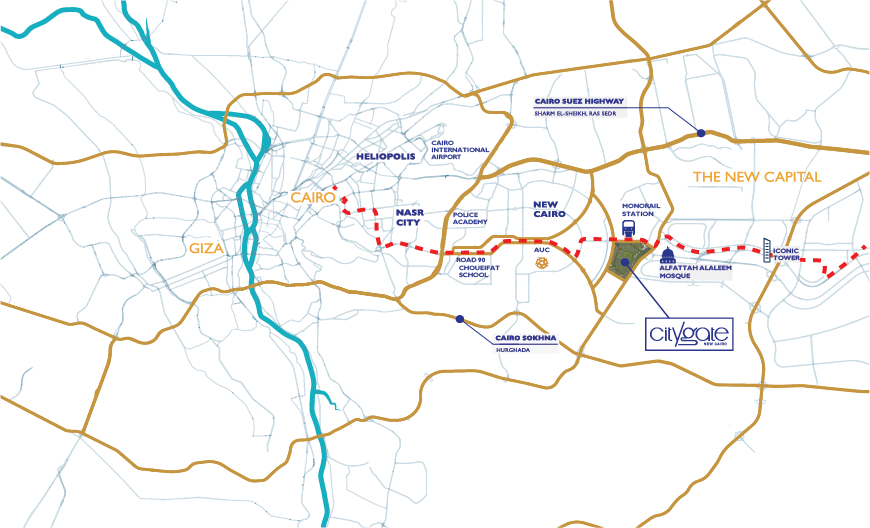 CAIRO SUEZ HIGHWAY
SHARM EL-SHEIKH, RAS SEDR
CAIRO
INTERNATIONAL
AIRPORT
HELIOPOLIS
THE NEW CAPITAL
CAIRO
NASR
CITY
POLICE
ACADEMY
NEW
CAIRO
MONORAIL
STATION
GIZA
AUC
ICONIC
TOWER
ROAD 90
CHOUEIFAT
SCHOOL
ALFATTAH ALALEEM
MOSQUE
citygate
NEW CAIRO
CAIRO SOKHNA
HURGHADA